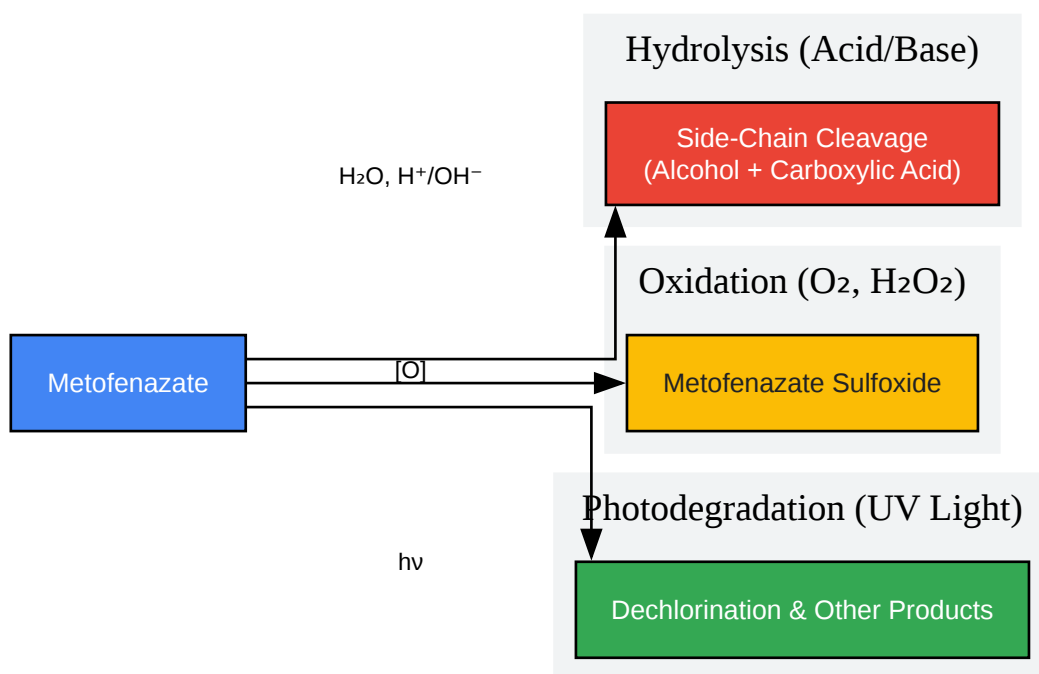 Hydrolysis (Acid/Base)
Side-Chain Cleavage
(Alcohol + Carboxylic Acid)
H₂O, H⁺/OH⁻
Oxidation (O₂, H₂O₂)
[O]
Metofenazate
Metofenazate Sulfoxide
Photodegradation (UV Light)
hν
Dechlorination & Other Products